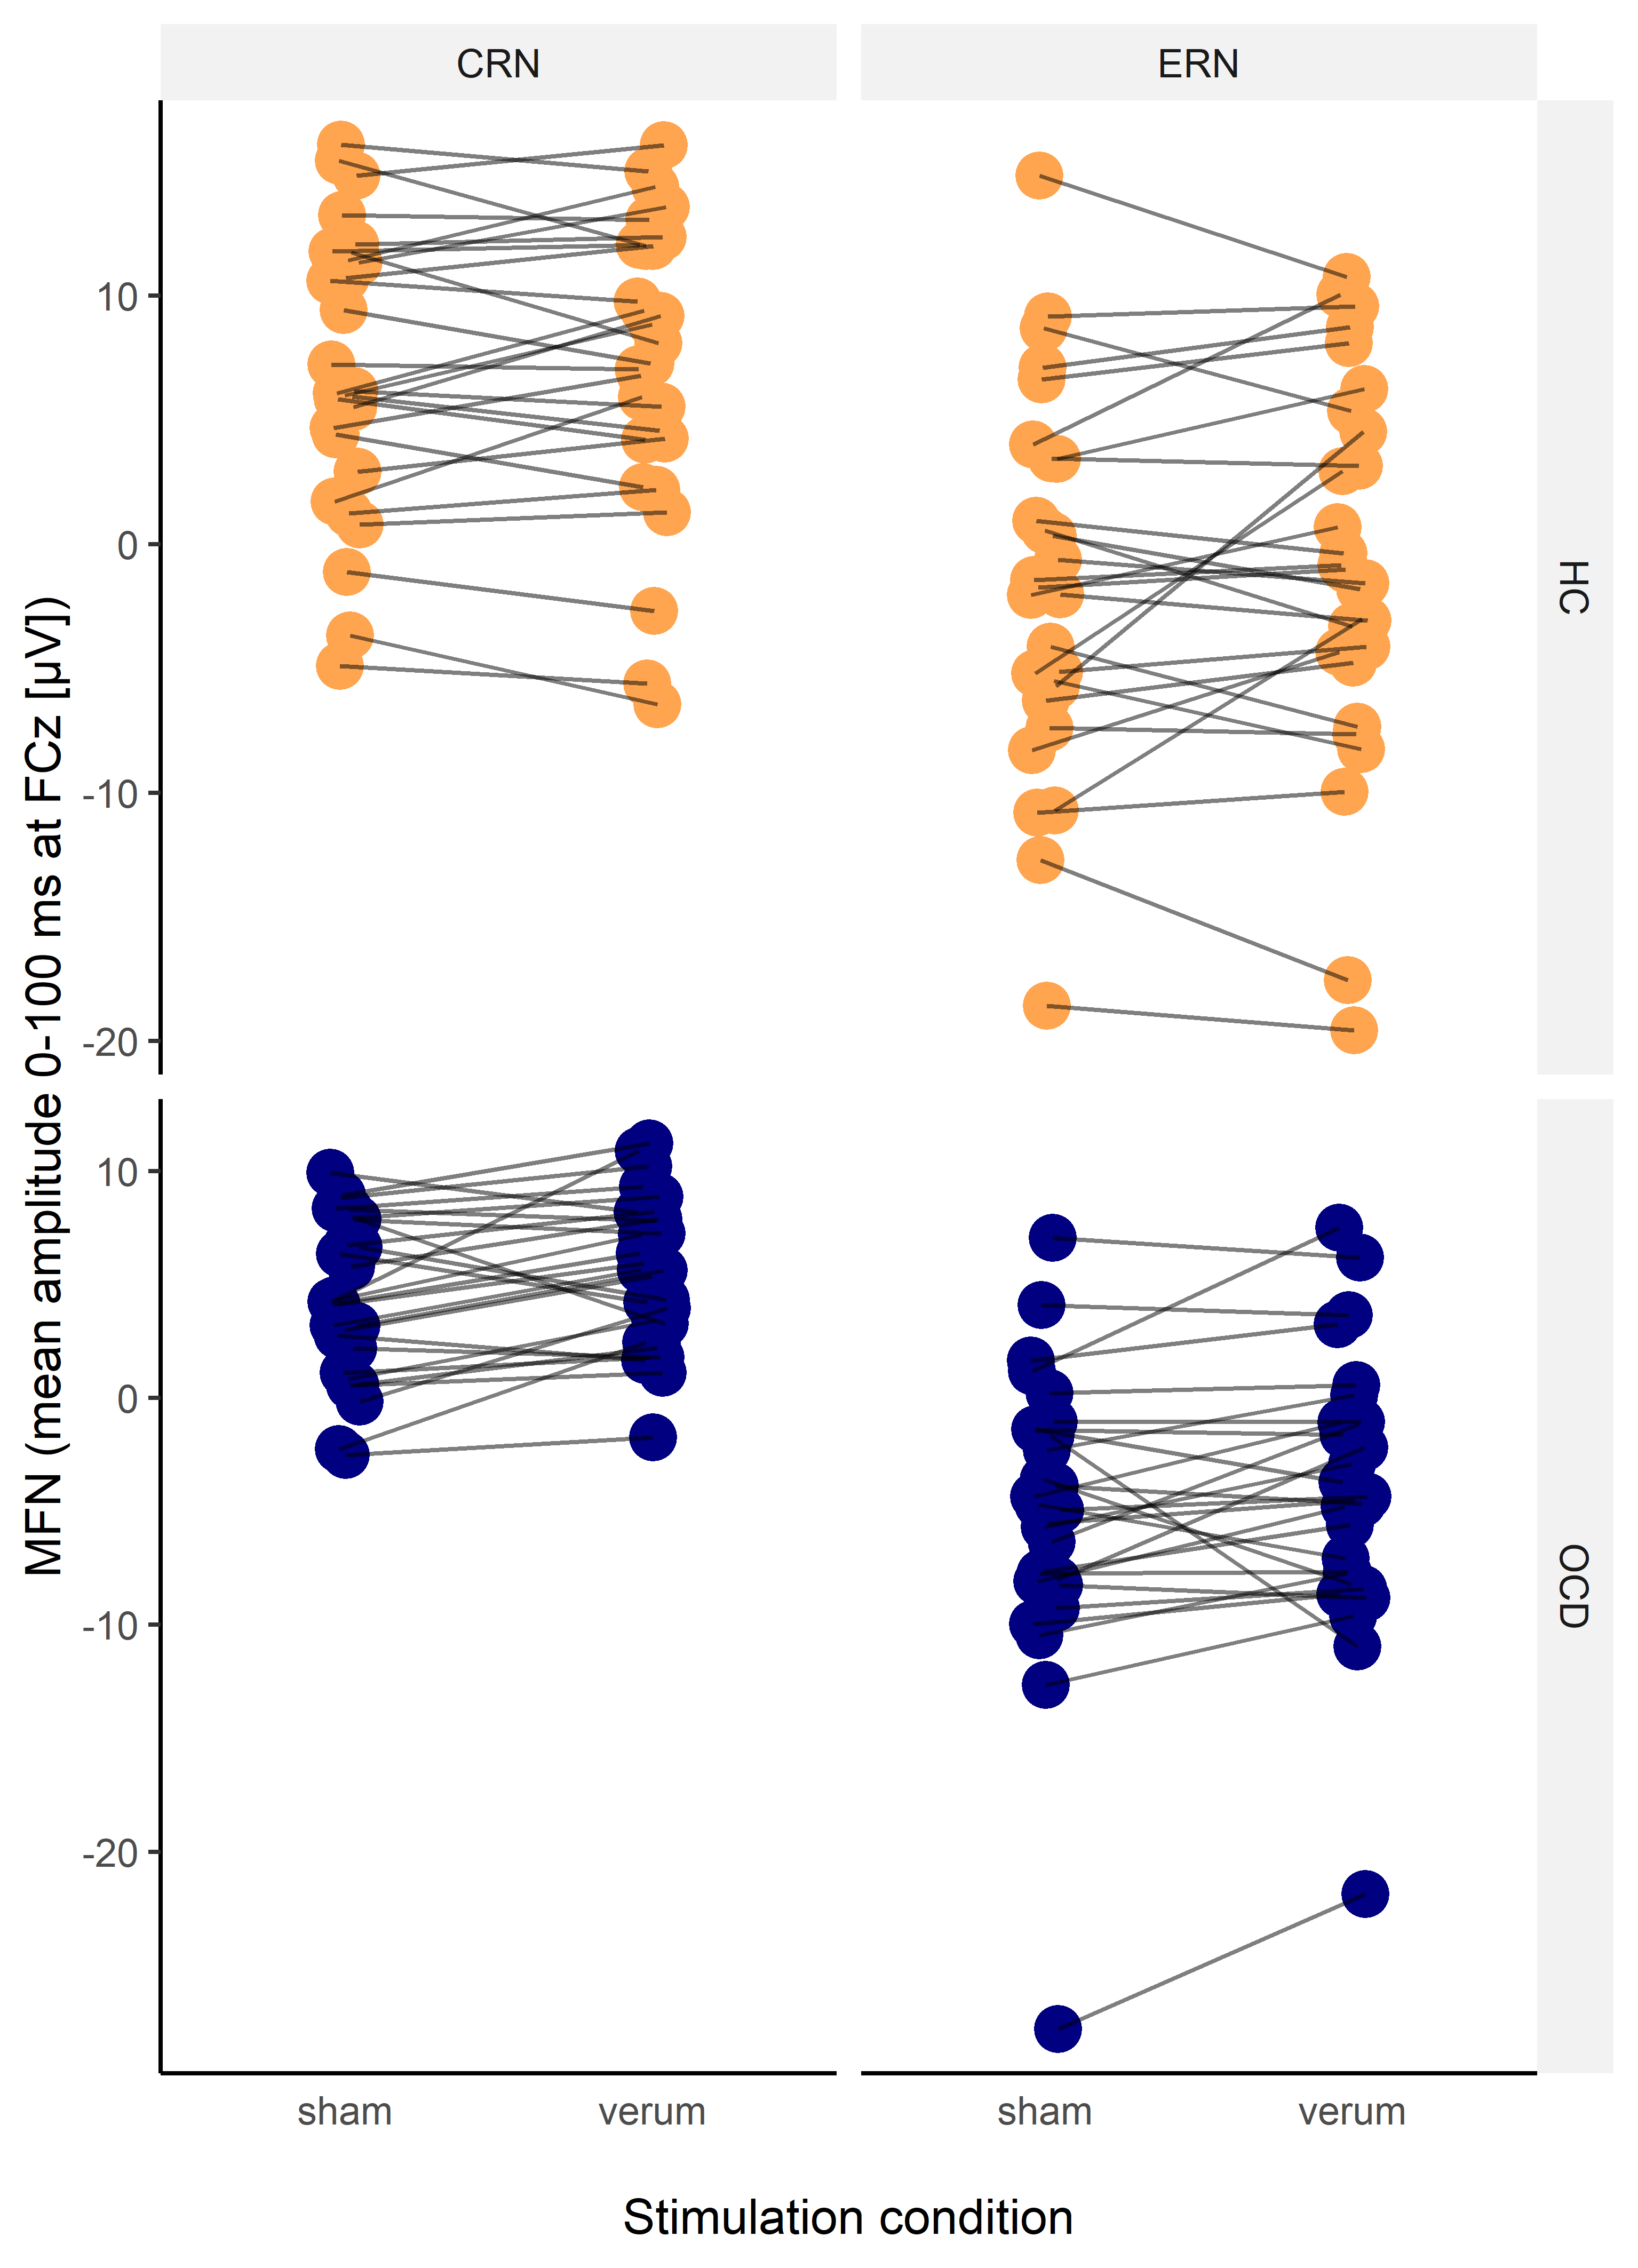 CRN
ERN
MFN (mean amplitude 0-100 ms at FCz [µV])
10
0
-10
-20
HC
10
0
-10
-20
OCD
sham
verum
sham
verum
Stimulation condition